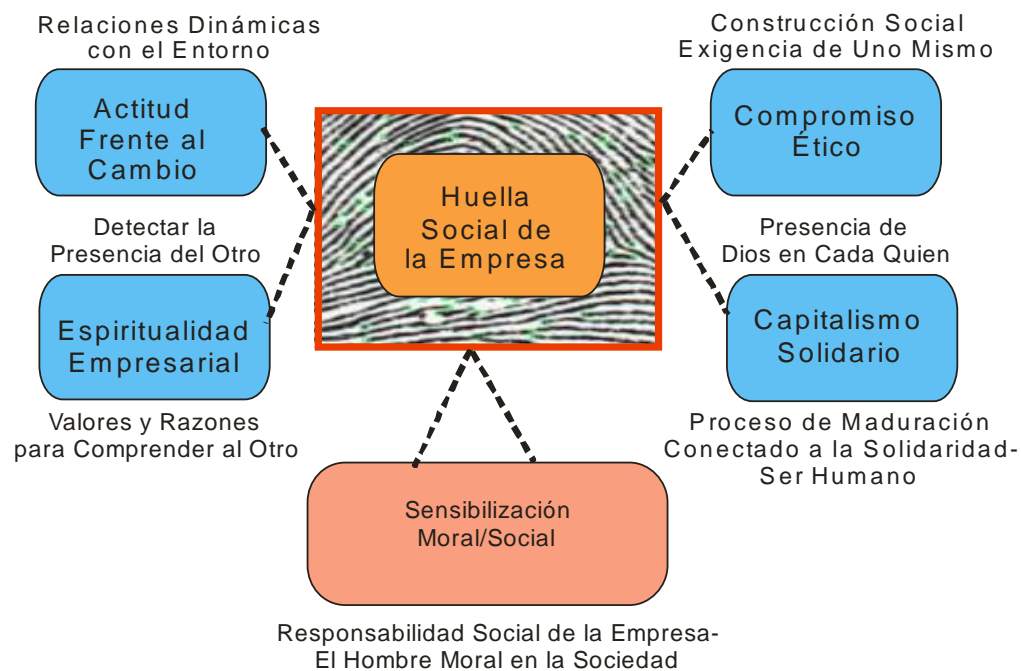 Relaciones Dinámicas
con el Entorno
Actitud
Frente al
Cambio
Detectar la
Presencia del Otro
Espiritualidad
Empresarial
Valores y Razones
para Comprender al Otro
Huella
Social de
la Empresa
Construcción Social
Exigencia de Uno Mismo
Compromiso
Ético
Presencia de
Dios en Cada Quien
Capitalismo
Solidario
Proceso de Maduración
Conectado a la Solidaridad-
Ser Humano
Sensibilización
Moral/Social
Responsabilidad Social de la Empresa-
El Hombre Moral en la Sociedad